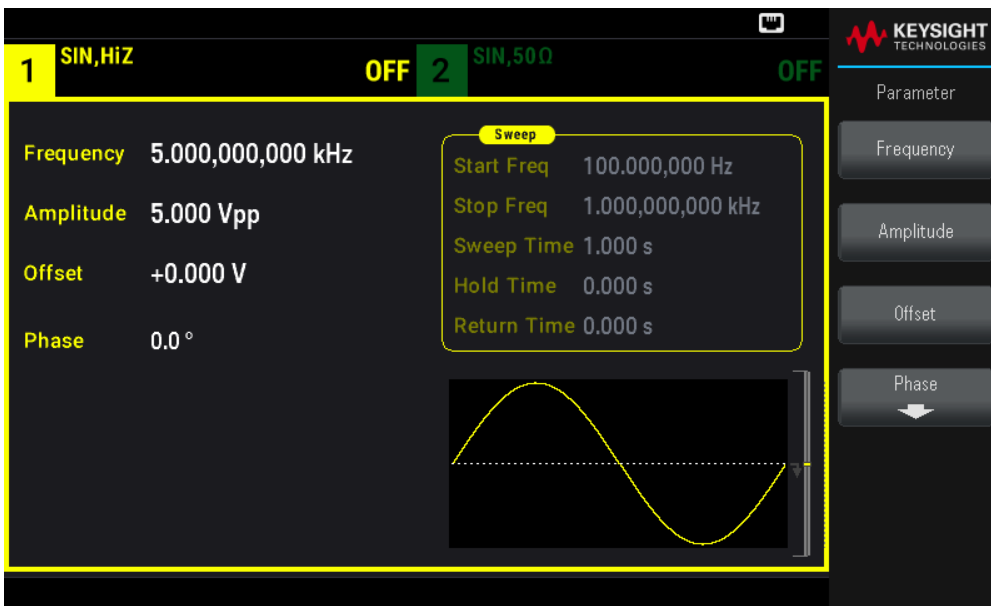 KEYSIGHT
TECHNOLOGIES
1 SIN,HiZ OFF 2 SIN,50Ω OFF
Parameter
Frequency 5.000,000,000 kHz
Amplitude 5.000 Vpp
Offset +0.000 V
Phase 0.0 °
Sweep
Start Freq 100.000,000 Hz
Stop Freq 1.000,000,000 kHz
Sweep Time 1.000 s
Hold Time 0.000 s
Return Time 0.000 s
Frequency
Amplitude
Offset
Phase